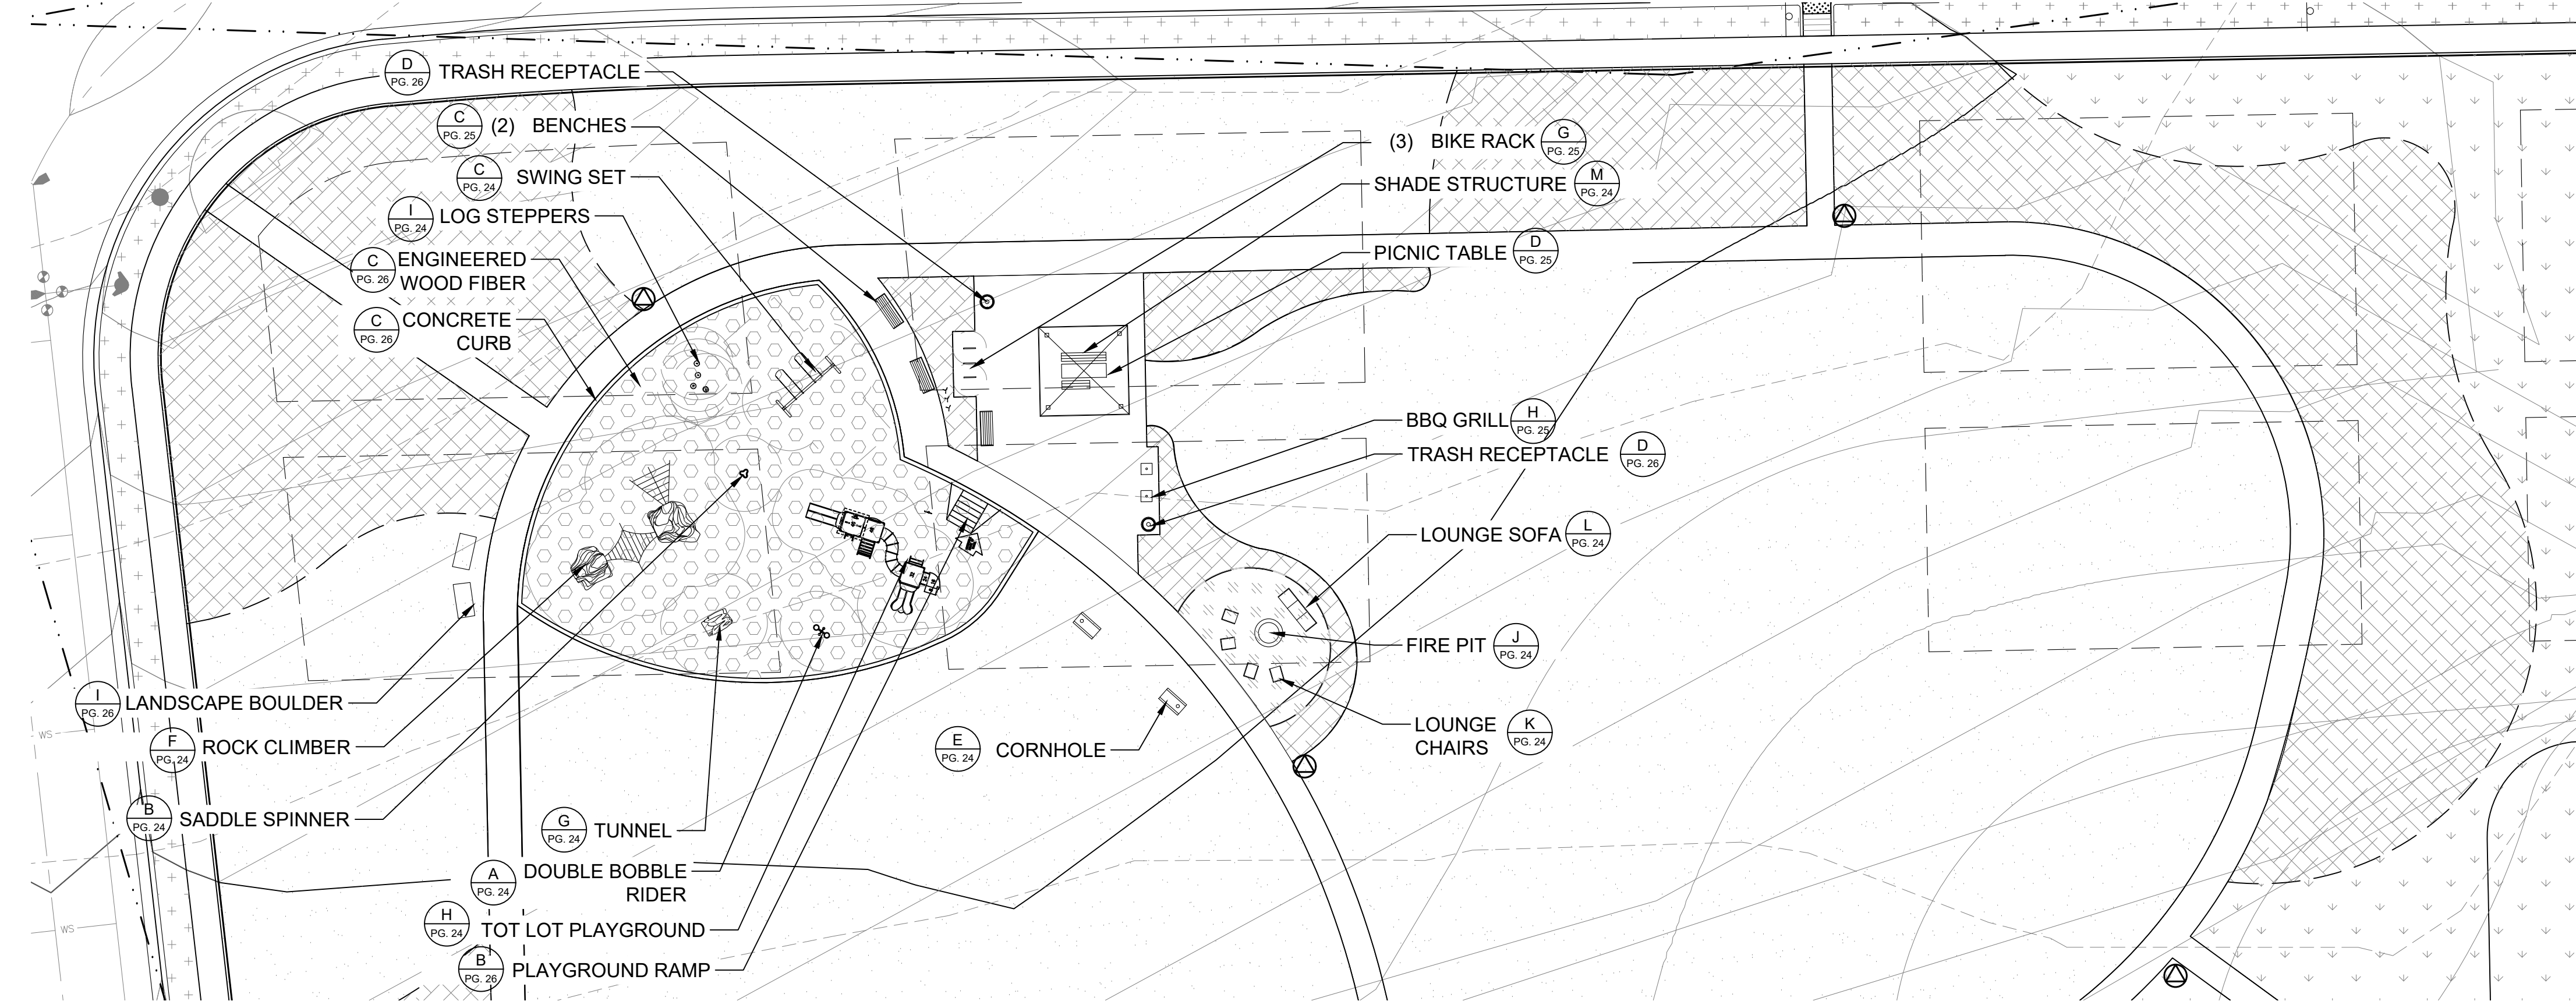 D
PG. 26
TRASH RECEPTACLE
C
PG. 25
(2) BENCHES
C
PG. 24
SWING SET
I
PG. 24
LOG STEPPERS
C
PG. 26
ENGINEERED
WOOD FIBER
C
PG. 26
CONCRETE
CURB
(3) BIKE RACK
G
PG. 25
SHADE STRUCTURE
M
PG. 24
PICNIC TABLE
D
PG. 25
BBQ GRILL
H
PG. 25
TRASH RECEPTACLE
D
PG. 26
LOUNGE SOFA
L
PG. 24
FIRE PIT
J
PG. 24
LOUNGE
CHAIRS
K
PG. 24
E
PG. 24
CORNHOLE
I
PG. 26
LANDSCAPE BOULDER
WS
F
PG. 24
ROCK CLIMBER
B
PG. 24
SADDLE SPINNER
G
PG. 24
TUNNEL
A
PG. 24
DOUBLE BOBBLE
RIDER
H
PG. 24
TOT LOT PLAYGROUND
WS
B
PG. 26
PLAYGROUND RAMP